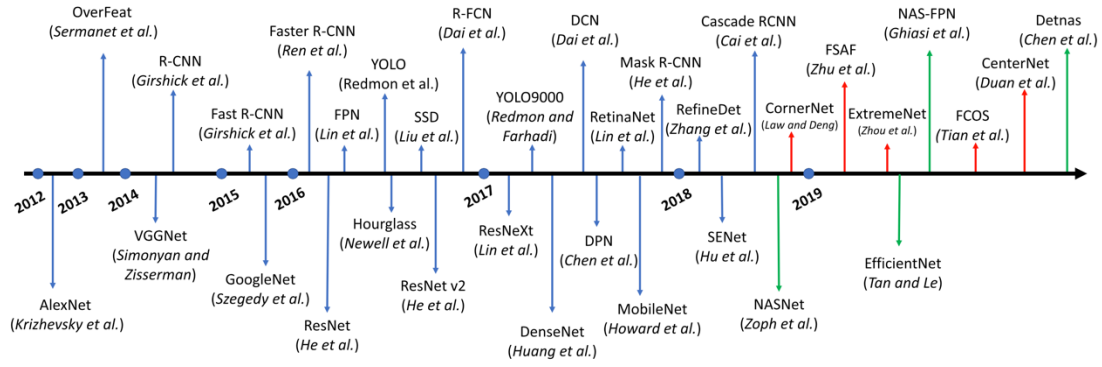 OverFeat
(Sermanet et al.)
R-CNN
(Girshick et al.)
Fast R-CNN
(Girshick et al.)
Faster R-CNN
(Ren et al.)
FPN
(Lin et al.)
YOLO
(Redmon et al.)
SSD
(Liu et al.)
R-FCN
(Dai et al.)
YOLO9000
(Redmon and
Farhadi)
DCN
(Dai et al.)
RetinaNet
(Lin et al.)
Mask R-CNN
(He et al.)
RefineDet
(Zhang et al.)
Cascade RCNN
(Cai et al.)
CornerNet
(Law and Deng)
FSAF
(Zhu et al.)
ExtremeNet
(Zhou et al.)
NAS-FPN
(Ghiasi et al.)
FCOS
(Tian et al.)
CenterNet
(Duan et al.)
Detnas
(Chen et al.)
2012
2013
2014
2015
2016
2017
2018
2019
AlexNet
(Krizhevsky et al.)
VGGNet
(Simonyan and
Zisserman)
GoogleNet
(Szegedy et al.)
ResNet
(He et al.)
Hourglass
(Newell et al.)
ResNet v2
(He et al.)
ResNeXt
(Lin et al.)
DenseNet
(Huang et al.)
DPN
(Chen et al.)
MobileNet
(Howard et al.)
SENet
(Hu et al.)
NASNet
(Zoph et al.)
EfficientNet
(Tan and Le)